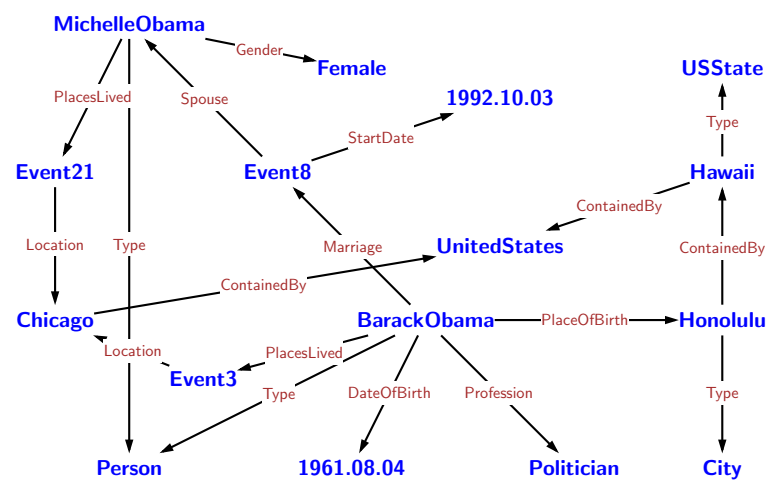 MichelleObama
Gender
Female
USState
PlacesLived
Spouse
1992.10.03
Type
StartDate
Event21
Event8
Hawaii
ContainedBy
Location
Type
Marriage
UnitedStates
ContainedBy
ContainedBy
Chicago
BarackObama
PlaceOfBirth
Honolulu
Location
PlacesLived
Event3
Type
DateOfBirth
Profession
Type
Person
1961.08.04
Politician
City